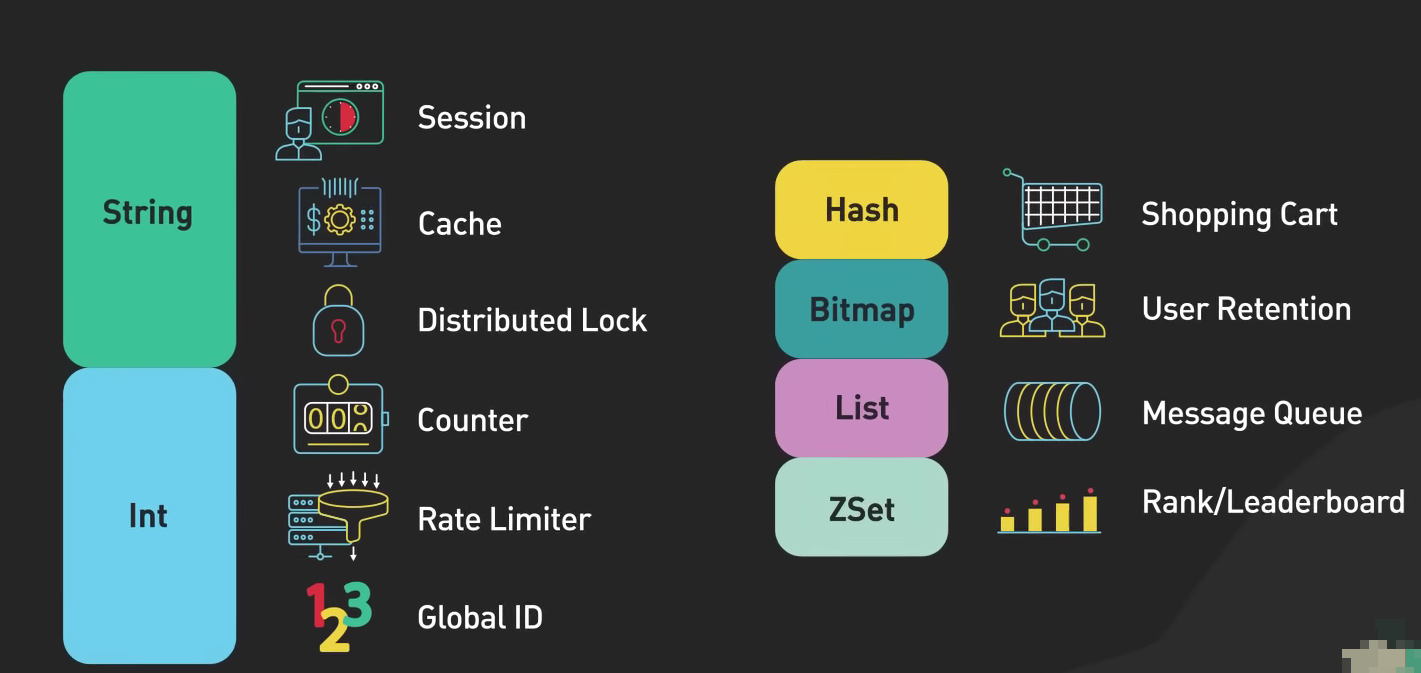 String
Session
Cache
Distributed Lock
Int
Counter
Rate Limiter
Global ID
Hash
Shopping Cart
Bitmap
User Retention
List
Message Queue
ZSet
Rank/Leaderboard
$
00
123